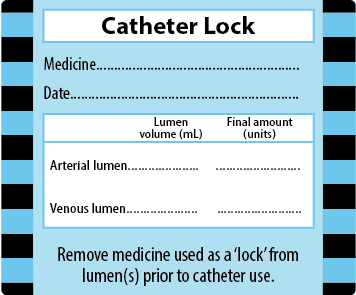 Catheter Lock
Medicine....................................................
Date..........................................................
Lumen volume (mL) Final amount (units)
Arterial lumen.................... .......................
Venous lumen.................... .......................
Remove medicine used as a ‘lock’ from
lumen(s) prior to catheter use.